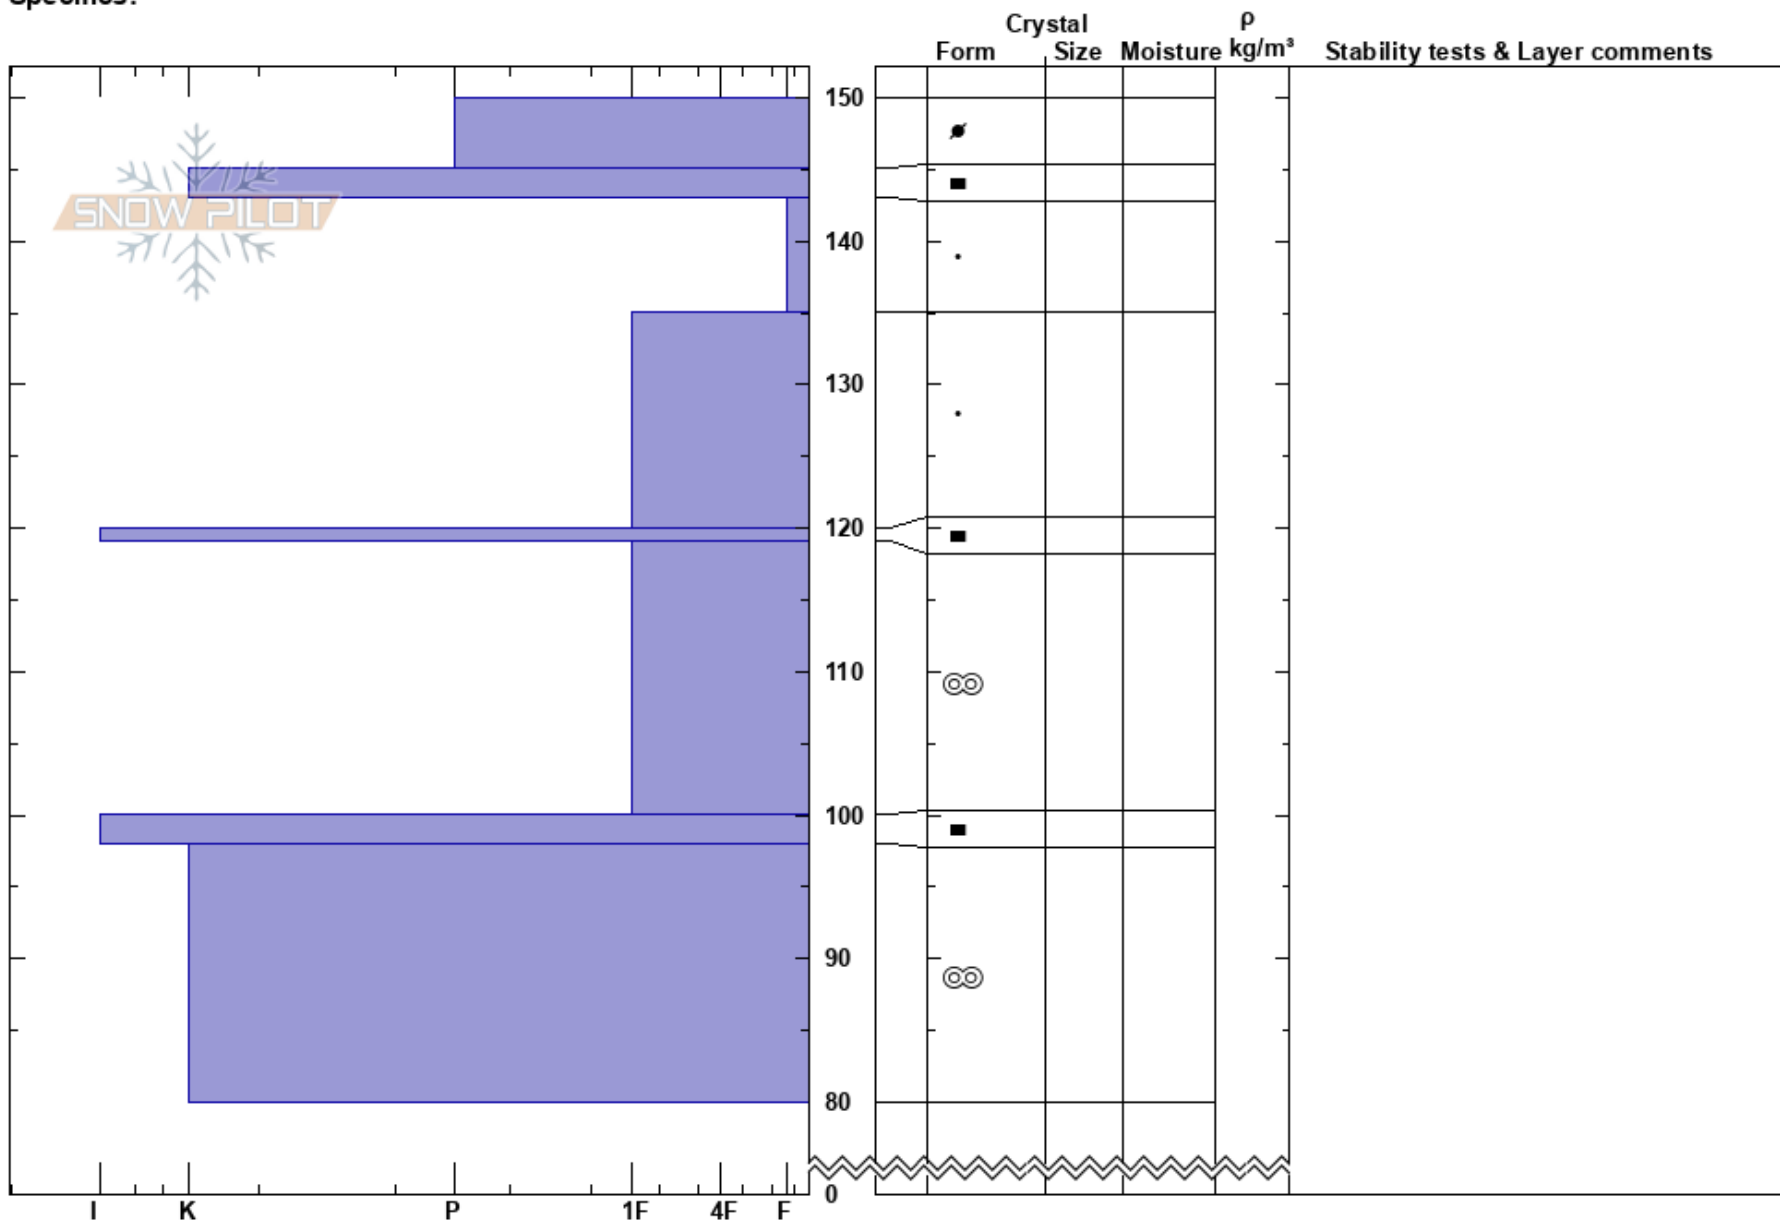 Specifics:
Crystal ρ
Form Size Moisture kg/m³ Stability tests & Layer comments
150
SNOW PILOT
140
130
120
110
100
90
80
0
I K P 1F 4F F